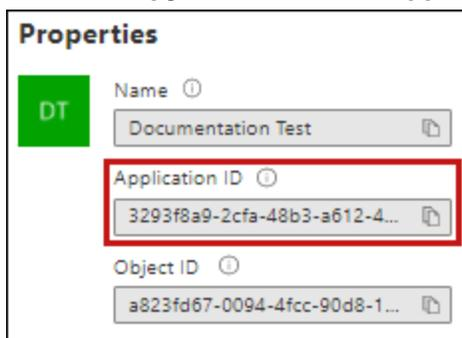 Properties
DT
Name
Documentation Test
Application ID
3293f8a9-2cfa-48b3-a612-4...
Object ID
a823fd67-0094-4fcc-90d8-1...